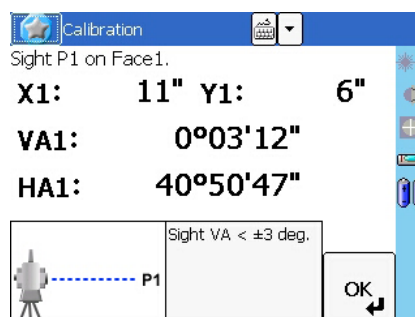 Calibration
Sight P1 on Face1.
X1: 11" Y1: 6"
VA1: 0°03'12"
HA1: 40°50'47"
Sight VA < ±3 deg.
P1
OK